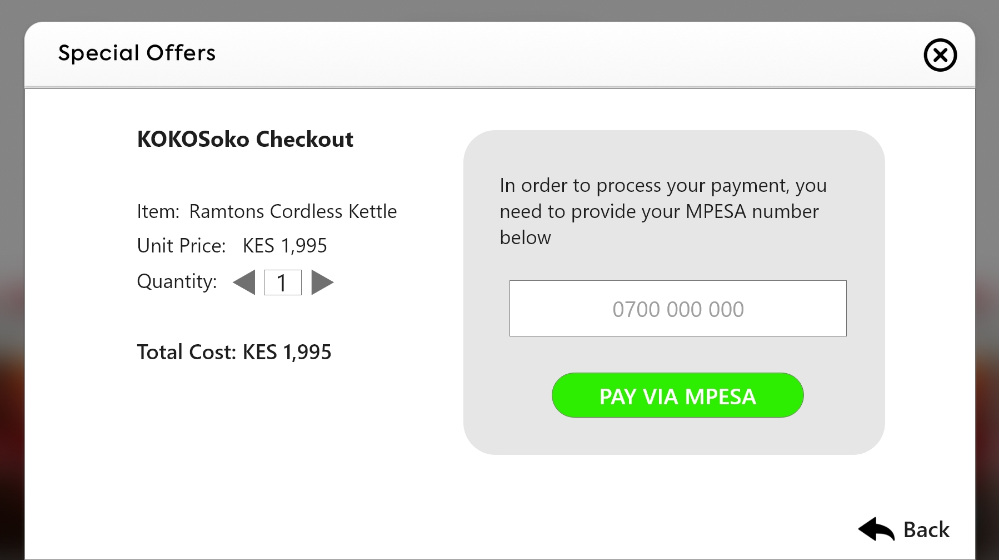 Special Offers
KOKOSoko Checkout
Item: Ramtons Cordless Kettle
Unit Price: KES 1,995
Quantity: 1
Total Cost: KES 1,995
In order to process your payment, you
need to provide your MPESA number
below
0700 000 000
PAY VIA MPESA
Back